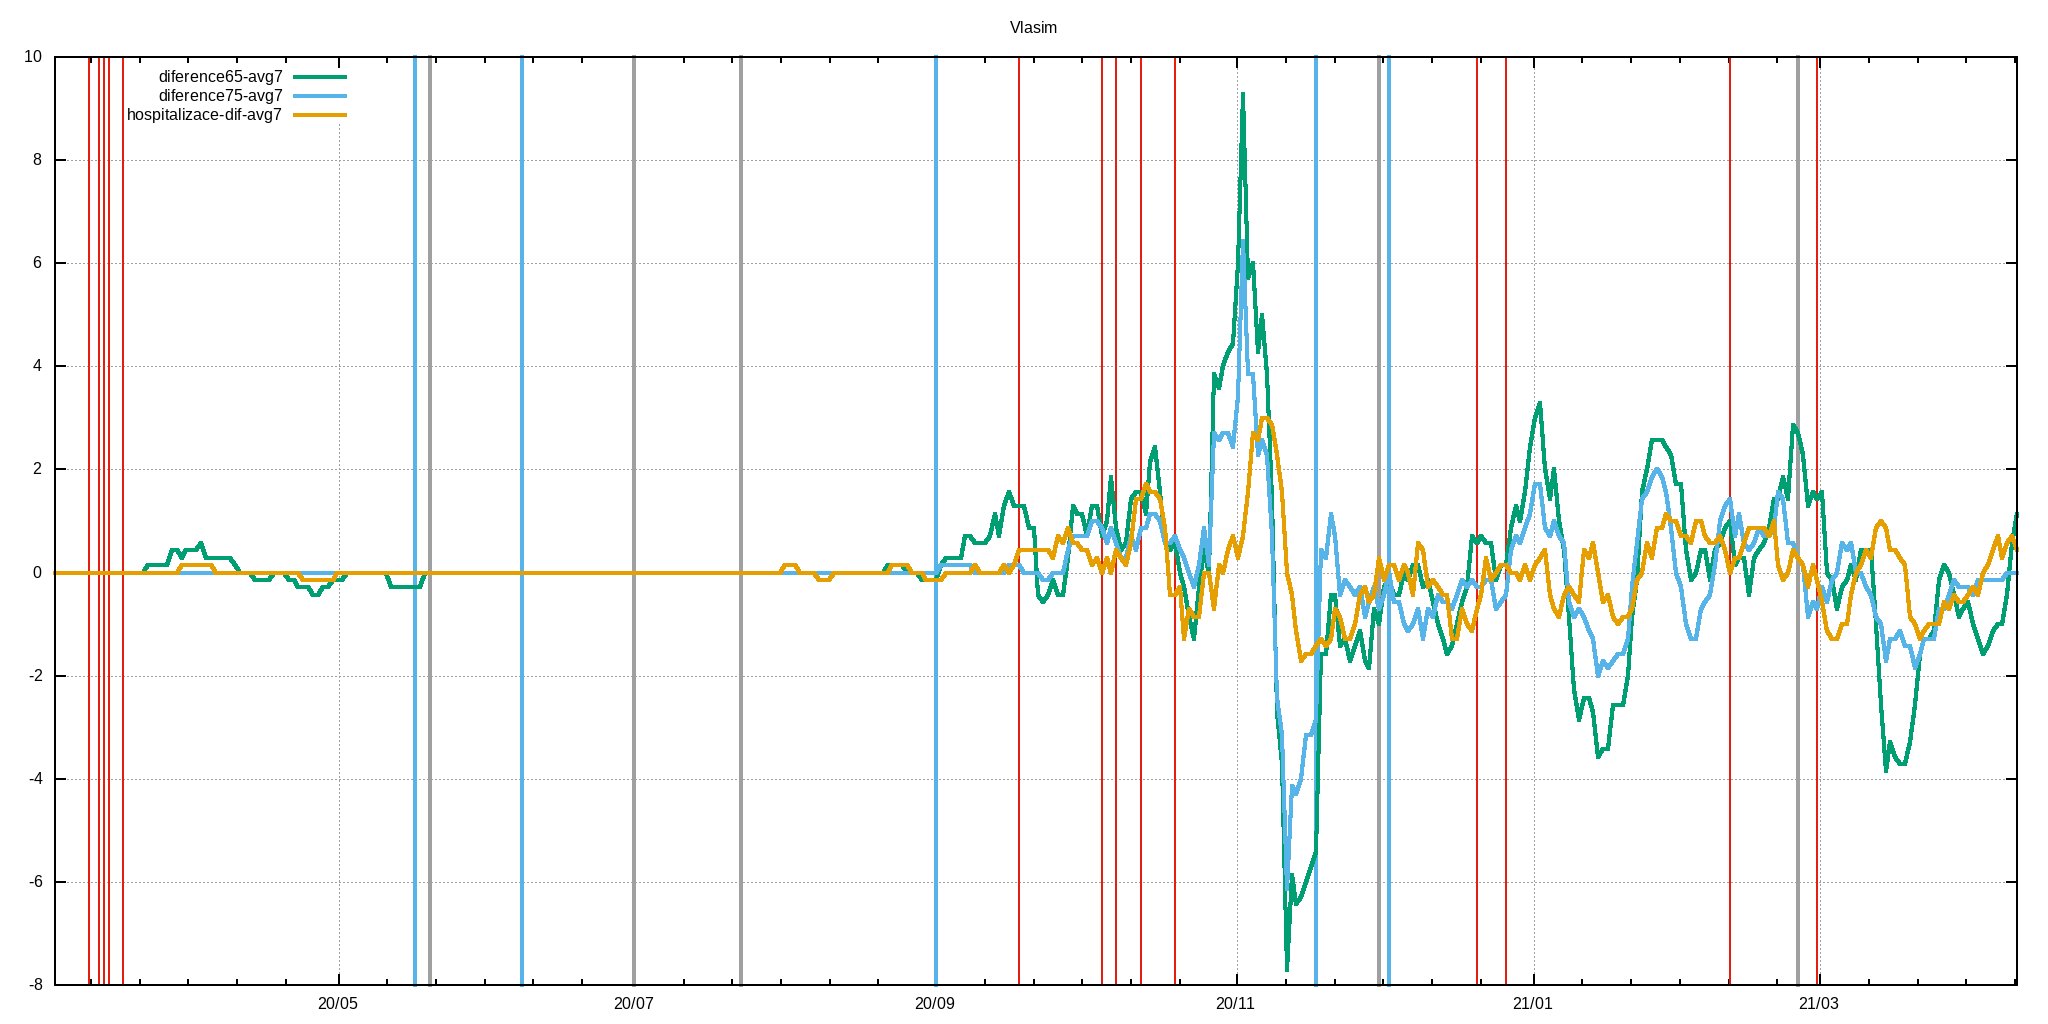 Vlasim
10
diference65-avg7
diference75-avg7
hospitalizace-dif-avg7
8
6
4
2
0
-2
-4
-6
-8
20/05 20/07 20/09 20/11 21/01 21/03